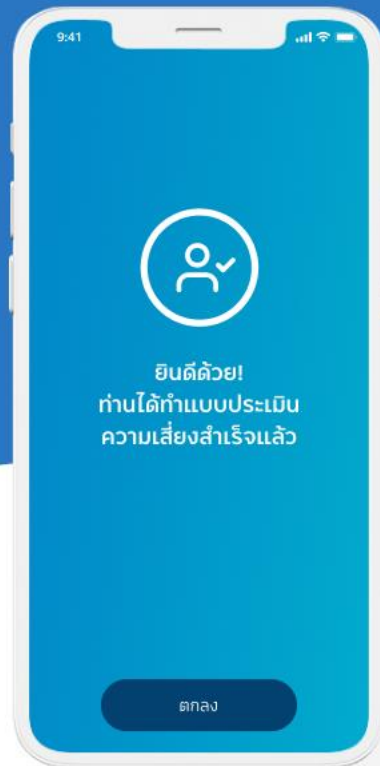 9:41
ยินดีด้วย!
ท่านได้ทำแบบประเมิน
ความเสี่ยงสำเร็จแล้ว
ตกลง